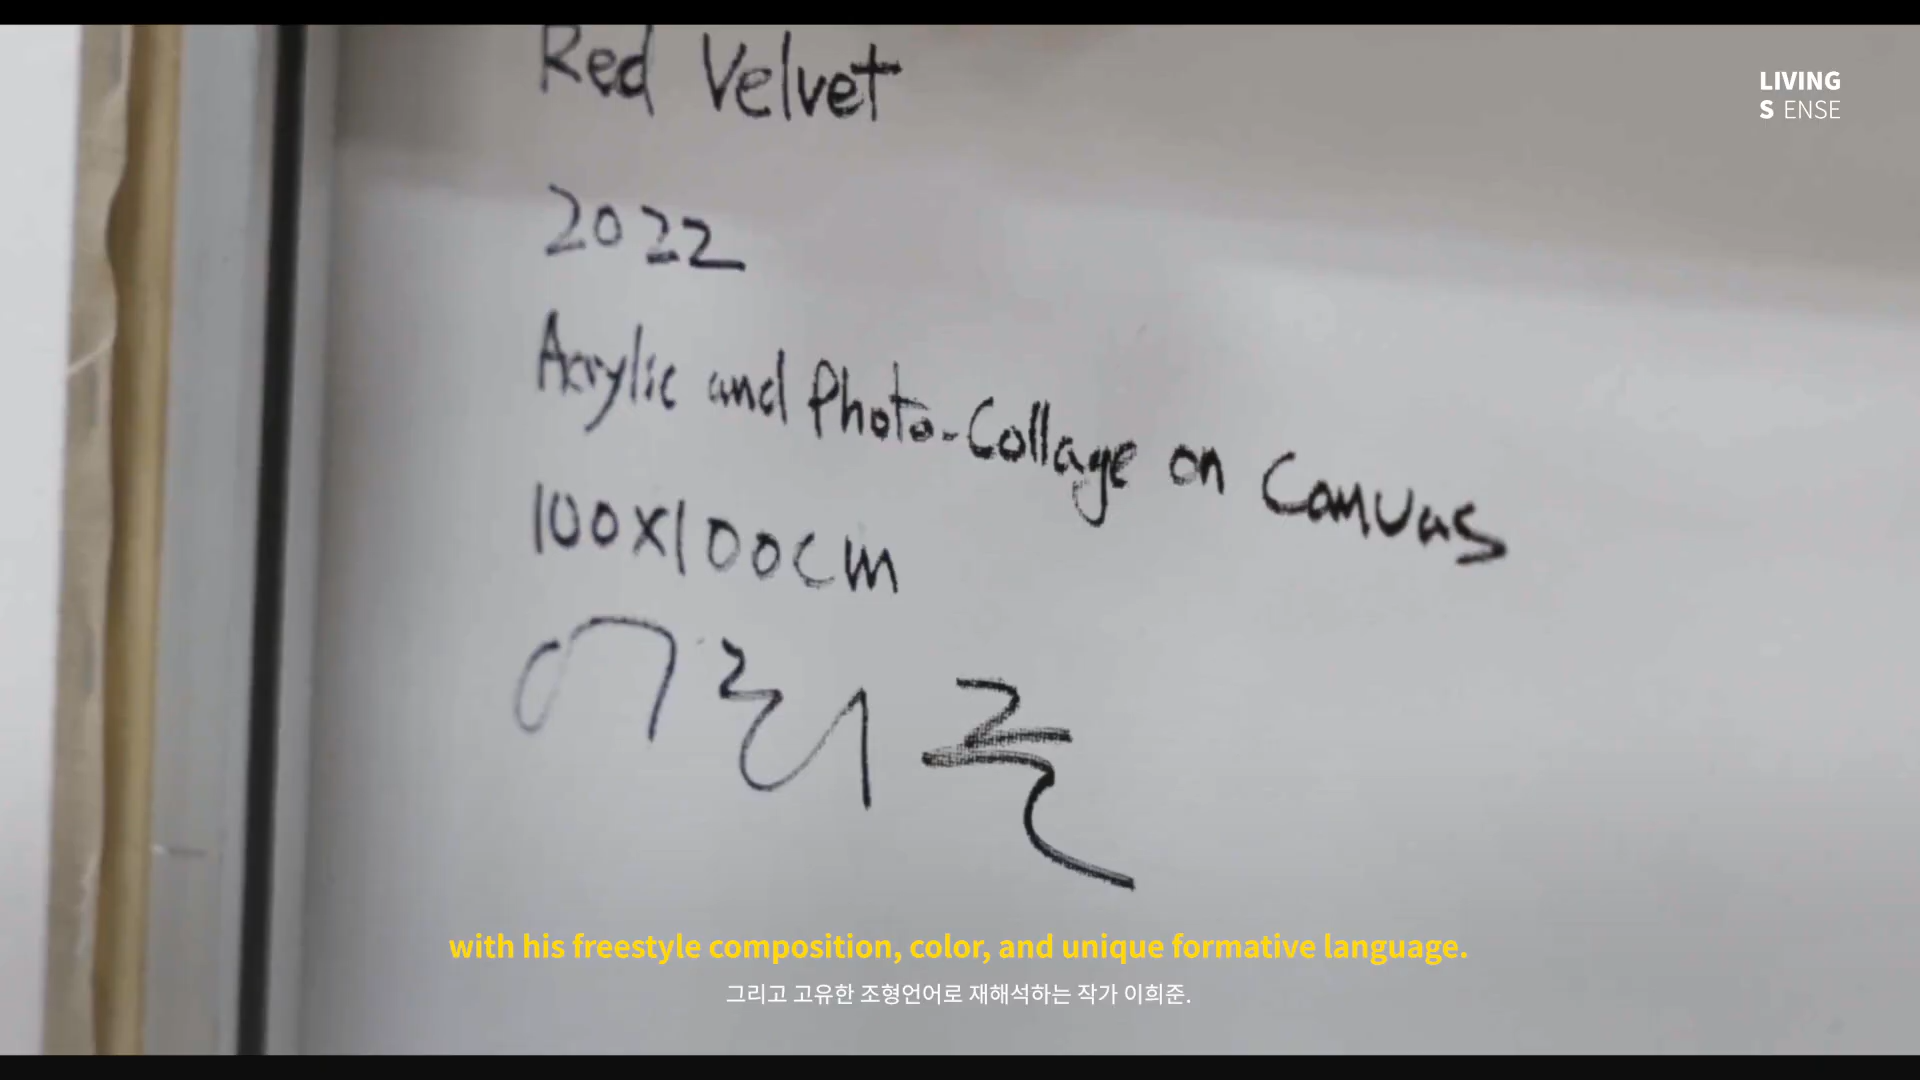 Red Velvet
LIVING
S ENSE
2022
Acrylic and Photo-Collage on Canvas
100X100cm
이희준
with his freestyle composition, color, and unique formative language.
그리고 고유한 조형언어로 재해석하는 작가 이희준.